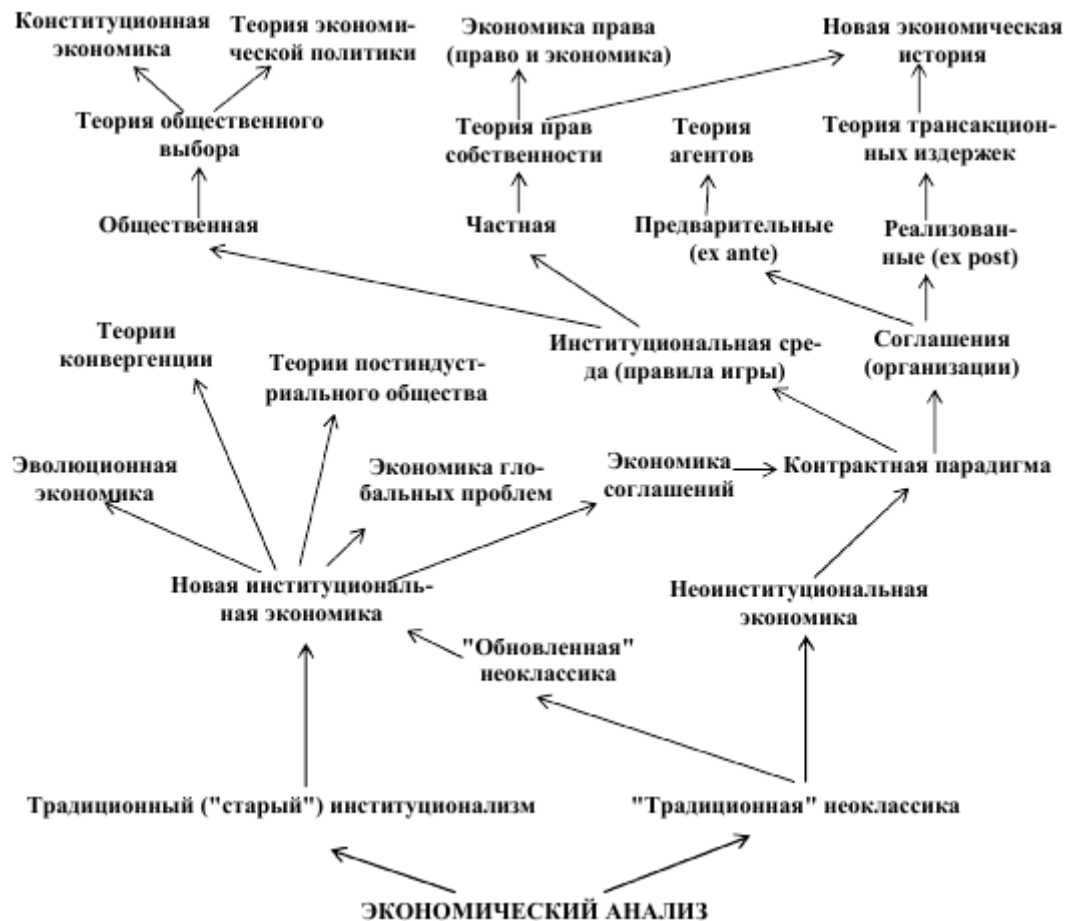 Конституционная
экономика
Теория экономи-
ческой политики
Экономика права
(право и экономика)
Новая экономическая
история
Теория общественного
выбора
Теория прав
собственности
Теория
агентов
Теория трансакцион-
ных издержек
Общественная
Частная
Предварительные
(ex ante)
Реализован-
ные (ex post)
Теории
конвергенции
Теории постиндуст-
риального общества
Институциональная сре-
да (правила игры)
Соглашения
(организации)
Эволюционная
экономика
Экономика гло-
бальных проблем
Экономика
соглашений
Контрактная парадигма
Новая институциональ-
ная экономика
Неоинституциональная
экономика
"Обновленная"
неоклассика
Традиционный ("старый") институционализм
"Традиционная" неоклассика
ЭКОНОМИЧЕСКИЙ АНАЛИЗ